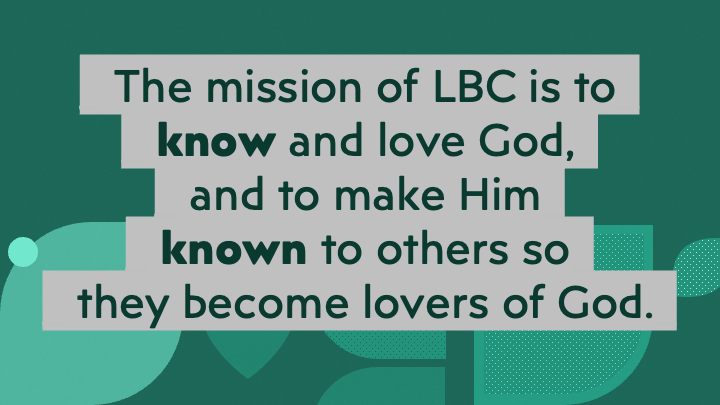 The mission of LBC is to
know and love God,
and to make Him
known to others so
they become lovers of God.